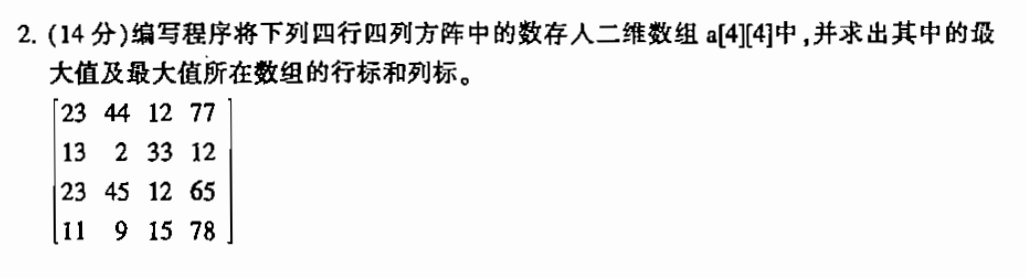 2. (14 分)编写程序将下列四行四列方阵中的数存人二维数组 a[4][4]中,并求出其中的最
大值及最大值所在数组的行标和列标。
23 44 12 77
13 2 33 12
23 45 12 65
11 9 15 78